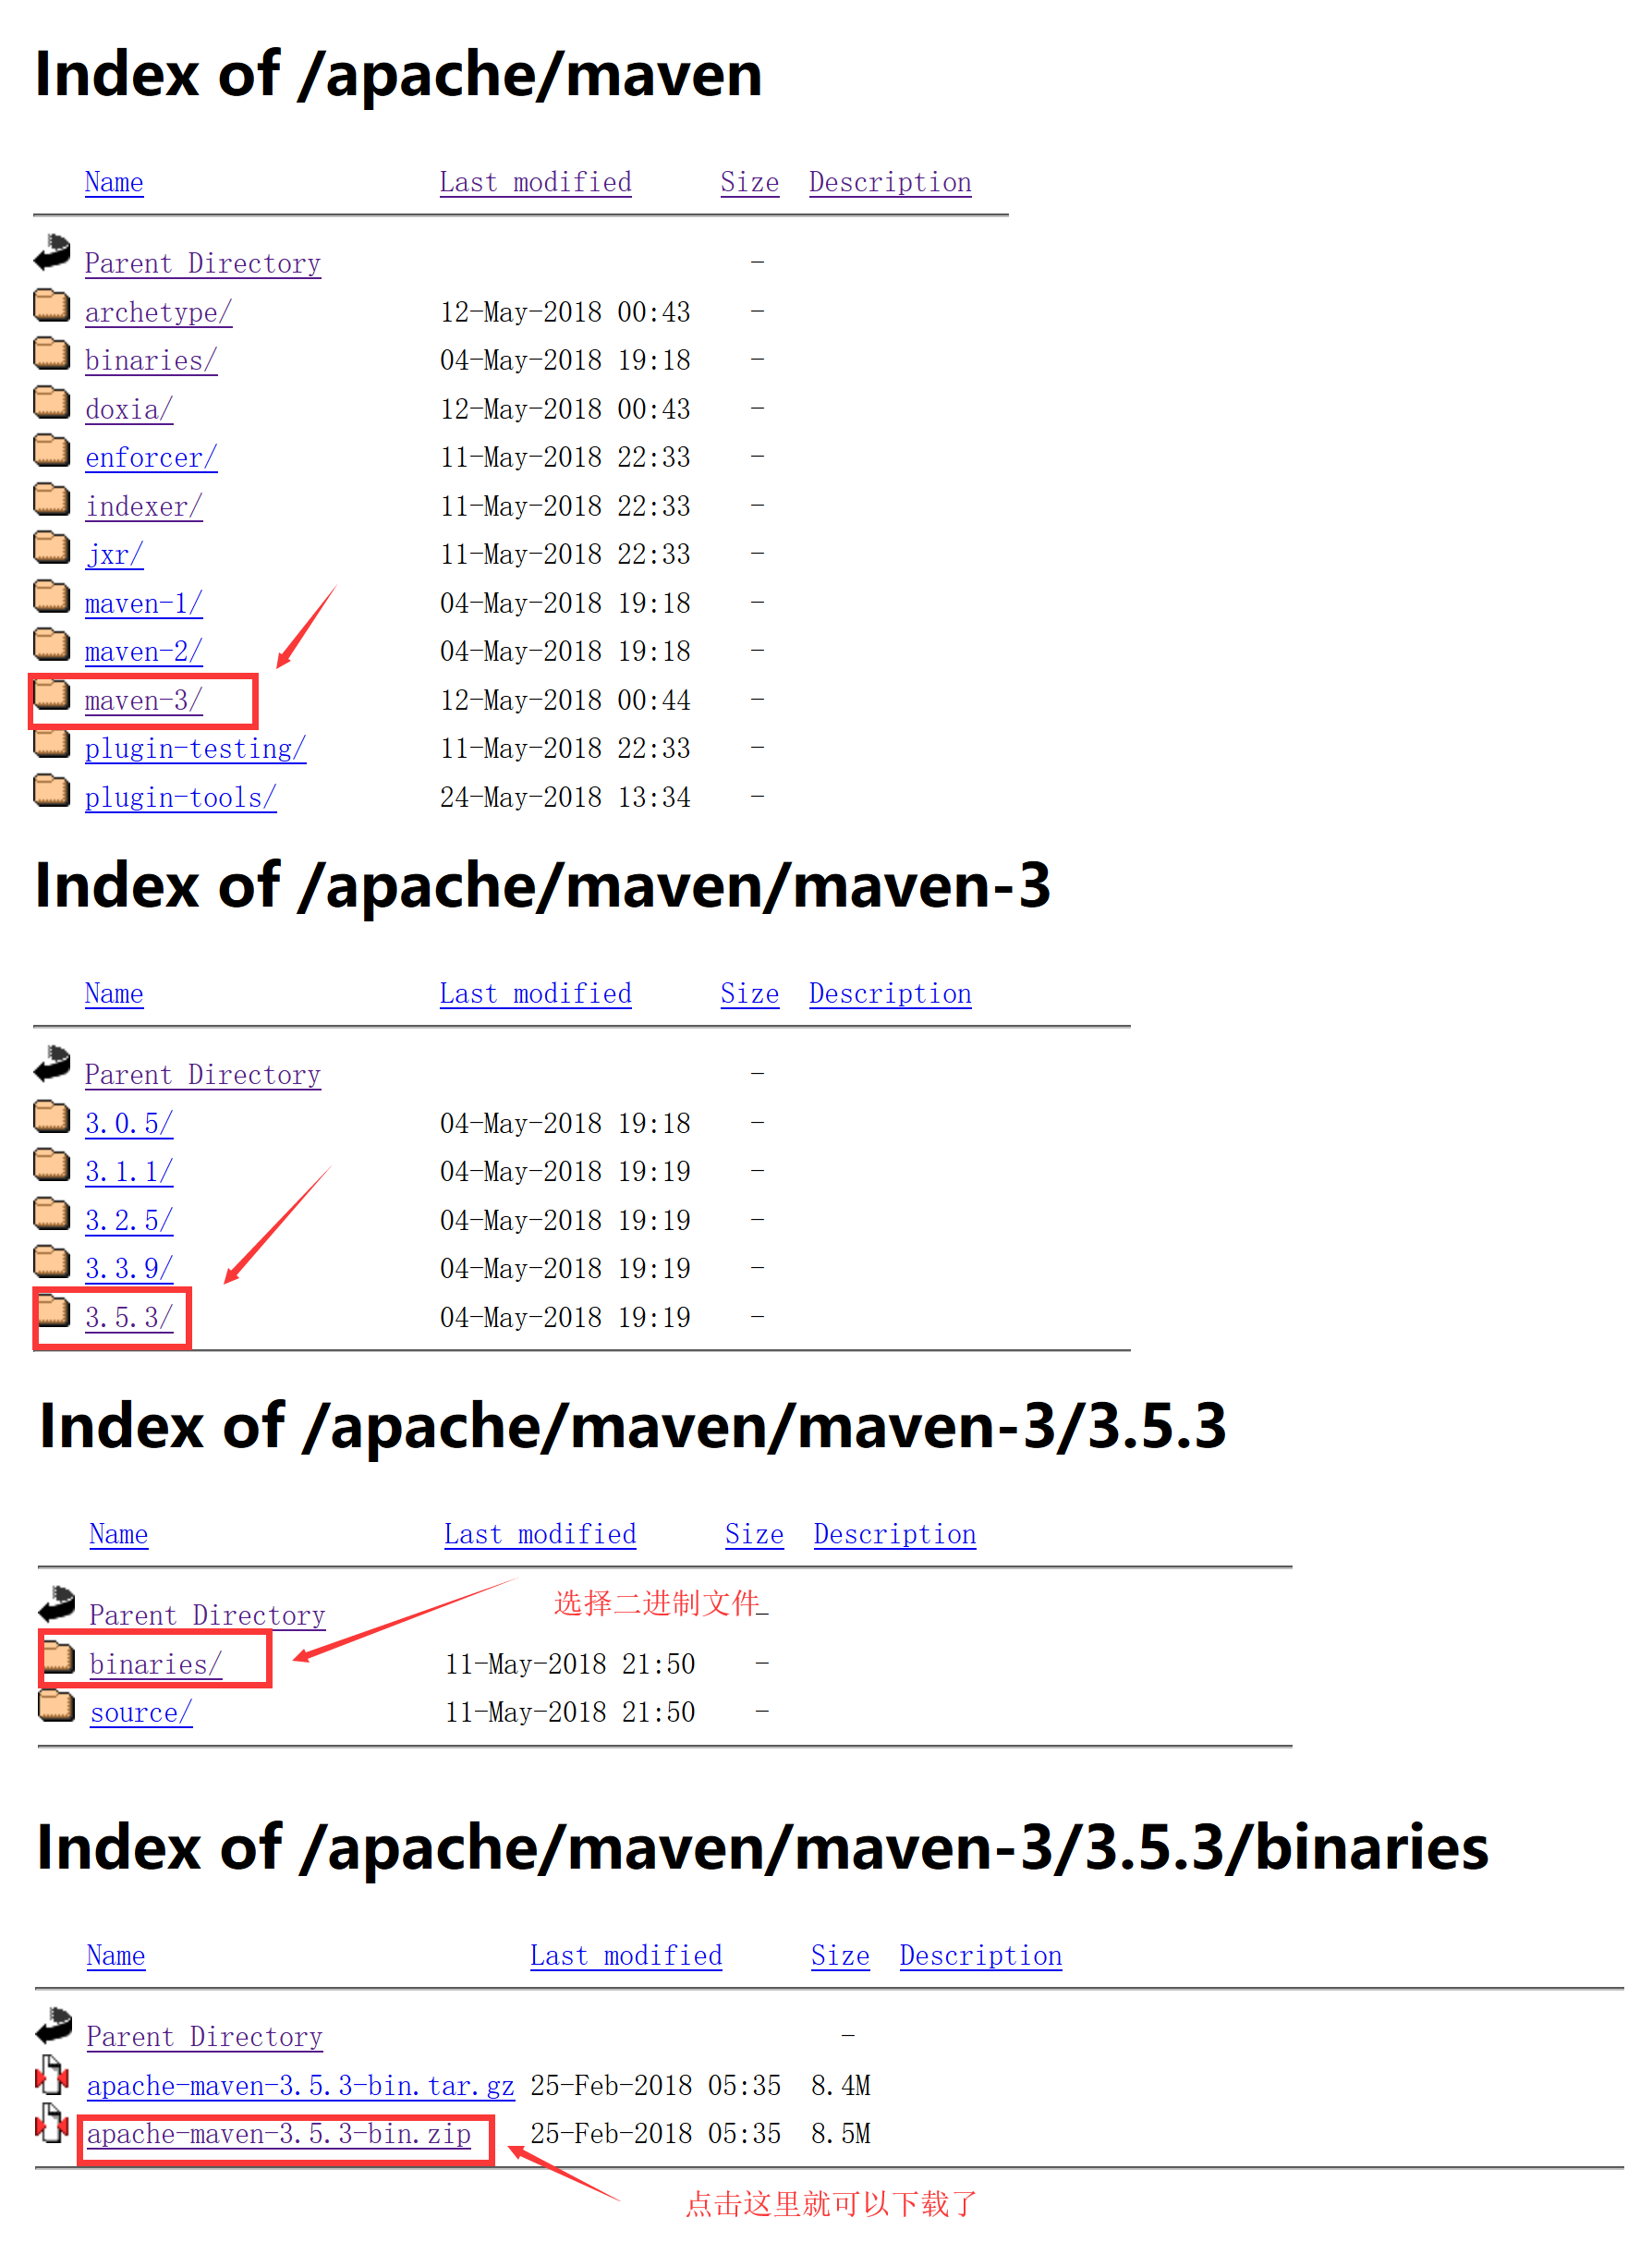 Index of /apache/maven
Name Last modified Size Description
Parent Directory -
archetype/ 12-May-2018 00:43 -
binaries/ 04-May-2018 19:18 -
doxia/ 12-May-2018 00:43 -
enforcer/ 11-May-2018 22:33 -
indexer/ 11-May-2018 22:33 -
jxr/ 11-May-2018 22:33 -
maven-1/ 04-May-2018 19:18 -
maven-2/ 04-May-2018 19:18 -
maven-3/ 12-May-2018 00:44 -
plugin-testing/ 11-May-2018 22:33 -
plugin-tools/ 24-May-2018 13:34 -
Index of /apache/maven/maven-3
Name Last modified Size Description
Parent Directory -
3.0.5/ 04-May-2018 19:18 -
3.1.1/ 04-May-2018 19:19 -
3.2.5/ 04-May-2018 19:19 -
3.3.9/ 04-May-2018 19:19 -
3.5.3/ 04-May-2018 19:19 -
Index of /apache/maven/maven-3/3.5.3
Name Last modified Size Description
选择二进制文件
Parent Directory -
binaries/ 11-May-2018 21:50 -
source/ 11-May-2018 21:50 -
Index of /apache/maven/maven-3/3.5.3/binaries
Name Last modified Size Description
Parent Directory -
apache-maven-3.5.3-bin.tar.gz 25-Feb-2018 05:35 8.4M
apache-maven-3.5.3-bin.zip 25-Feb-2018 05:35 8.5M
点击这里就可以下载了